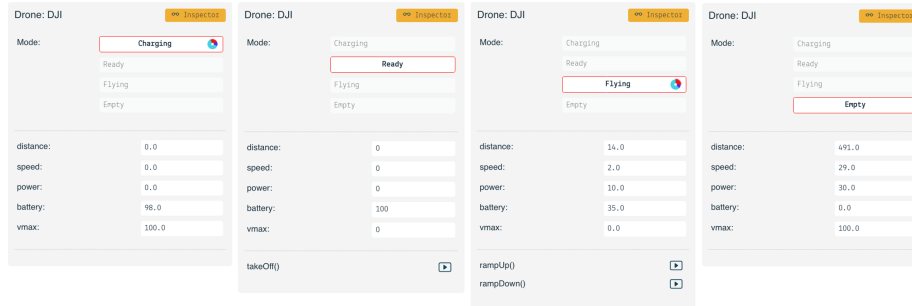 Drone: DJI
Inspector
Mode:
Charging
Ready
Flying
Empty
distance: 0.0
speed: 0.0
power: 0.0
battery: 98.0
vmax: 100.0
Drone: DJI
Inspector
Mode:
Charging
Ready
Flying
Empty
distance: 0
speed: 0
power: 0
battery: 100
vmax: 0
takeOff()
Drone: DJI
Inspector
Mode:
Charging
Ready
Flying
Empty
distance: 14.0
speed: 2.0
power: 10.0
battery: 35.0
vmax: 0.0
rampUp()
rampDown()
Drone: DJI
Inspector
Mode:
Charging
Ready
Flying
Empty
distance: 491.0
speed: 29.0
power: 30.0
battery: 0.0
vmax: 100.0